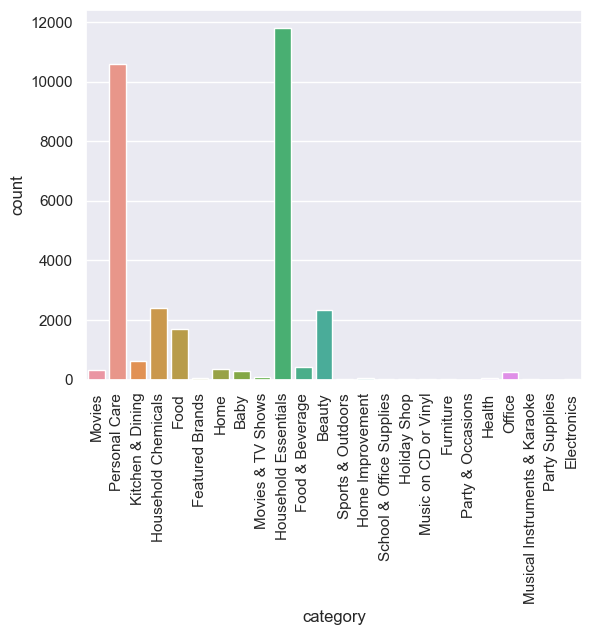 12000
10000
8000
6000
4000
2000
0
count
Movies
Personal Care
Kitchen & Dining
Household Chemicals
Food
Featured Brands
Home
Baby
Movies & TV Shows
Household Essentials
Food & Beverage
Beauty
Sports & Outdoors
Home Improvement
School & Office Supplies
Holiday Shop
Music on CD or Vinyl
Furniture
Party & Occasions
Health
Office
Musical Instruments & Karaoke
Party Supplies
Electronics
category